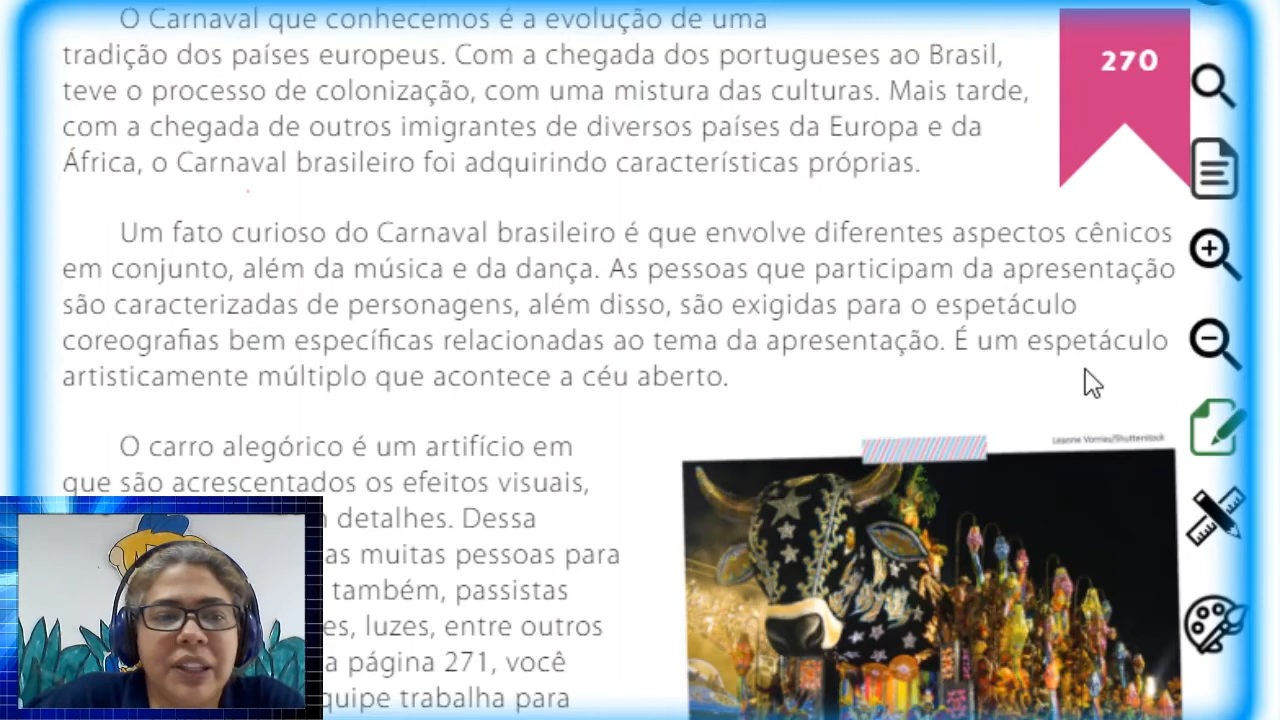 O Carnaval que conhecemos é a evolução de uma
tradição dos países europeus. Com a chegada dos portugueses ao Brasil,
teve o processo de colonização, com uma mistura das culturas. Mais tarde,
com a chegada de outros imigrantes de diversos países da Europa e da
África, o Carnaval brasileiro foi adquirindo características próprias.
270
Um fato curioso do Carnaval brasileiro é que envolve diferentes aspectos cênicos
em conjunto, além da música e da dança. As pessoas que participam da apresentação
são caracterizadas de personagens, além disso, são exigidas para o espetáculo
coreografias bem específicas relacionadas ao tema da apresentação. É um espetáculo
artisticamente múltiplo que acontece a céu aberto.
O carro alegórico é um artifício em
que são acrescentados os efeitos visuais,
detalhes. Dessa
as muitas pessoas para
também, passistas
es, luzes, entre outros
a página 271, você
quipe trabalha para
Leanne Vorrias/Shutterstock